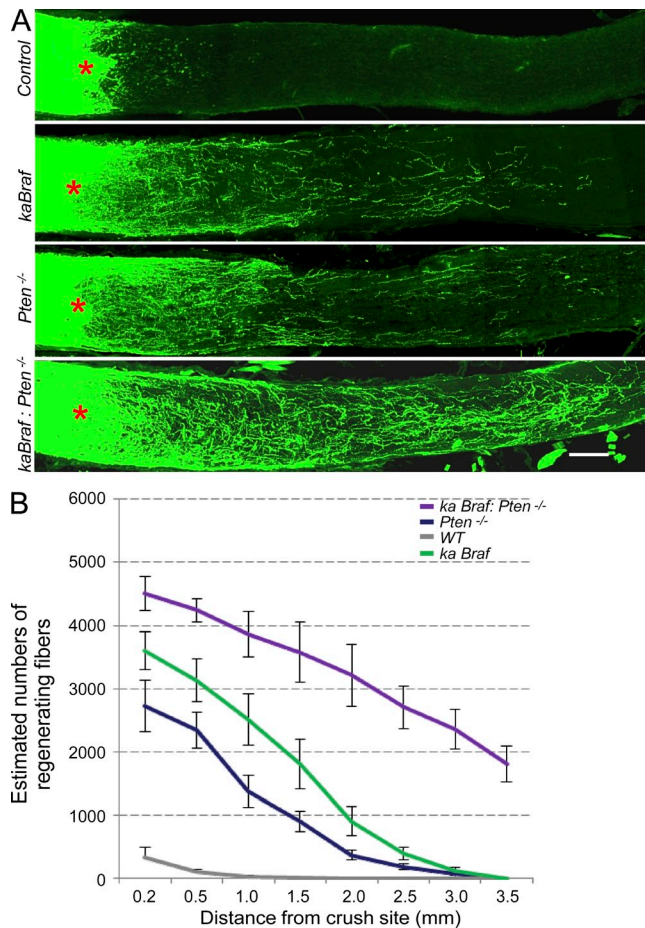 A
Control
*
kaBraf
*
Pten -/-
*
kaBraf : Pten -/-
*
B
6000
5000
4000
3000
2000
1000
0
Estimated numbers of
regenerating fibers
ka Braf: Pten -/-
Pten -/-
WT
ka Braf
0.2 0.5 1.0 1.5 2.0 2.5 3.0 3.5
Distance from crush site (mm)